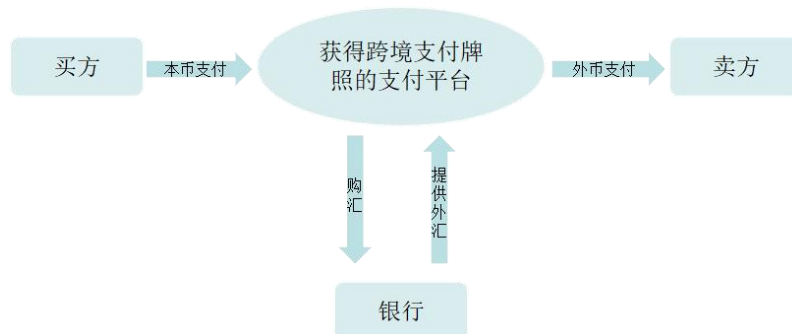 买方
本币支付
获得跨境支付牌
照的支付平台
外币支付
卖方
购汇
提供外汇
银行